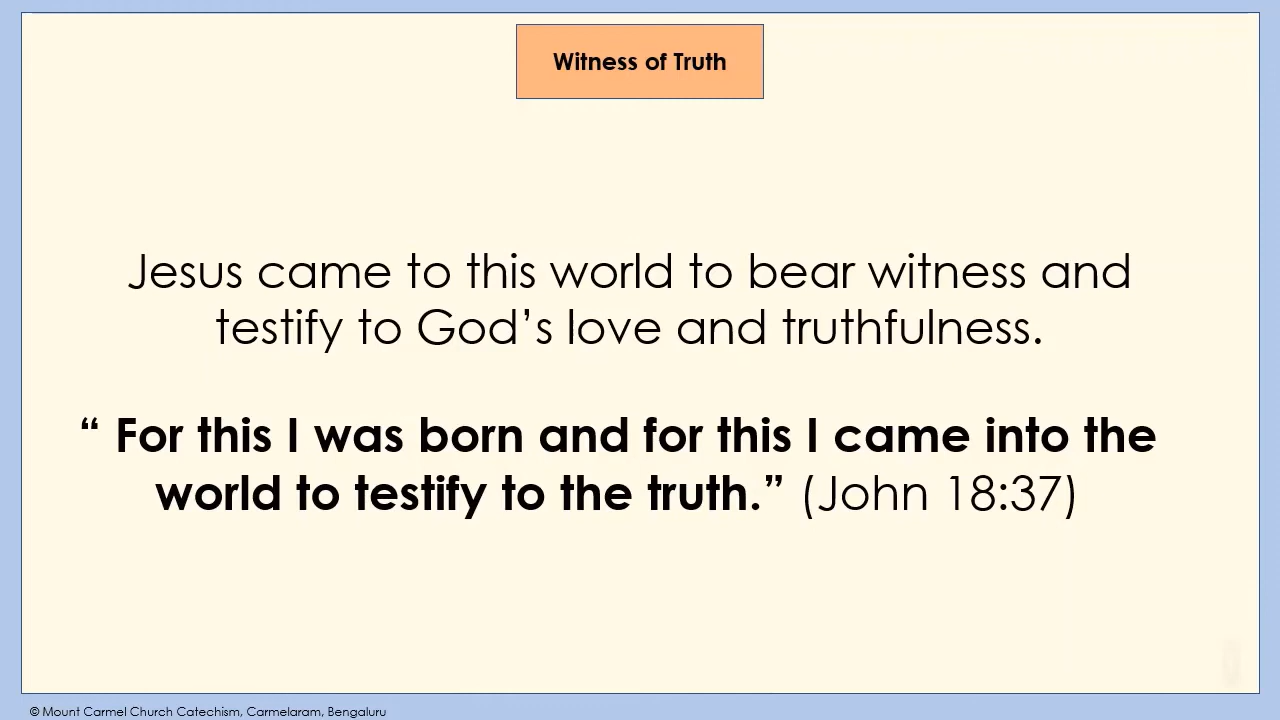 Witness of Truth
Jesus came to this world to bear witness and
testify to God’s love and truthfulness.
“ For this I was born and for this I came into the
world to testify to the truth.” (John 18:37)
© Mount Carmel Church Catechism, Carmelaram, Bengaluru